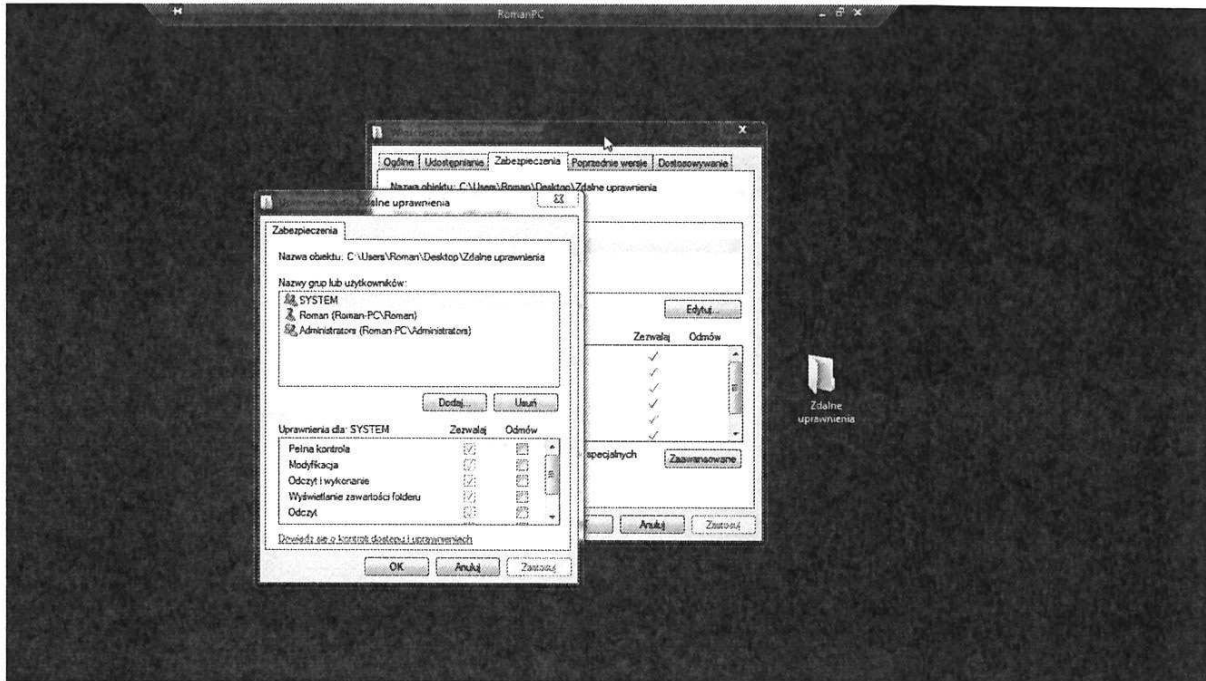 RomanPC
Ogólne
Udostępnianie
Zabezpieczenia
Poprzednie wersje
Dostosowywanie
Nazwa obiektu: C:\Users\Roman\Desktop\Zdalne uprawnienia
Edytuj...
Zezwalaj Odmów
specjalnych
Zaawansowane
Anuluj
Zastosuj
Zdalne uprawnienia
Zabezpieczenia
Nazwa obiektu: C:\Users\Roman\Desktop\Zdalne uprawnienia
Nazwy grup lub użytkowników:
SYSTEM
Roman (Roman-PC\Roman)
Administrators (Roman-PC\Administrators)
Dodaj...
Usuń
Uprawnienia dla: SYSTEM Zezwalaj Odmów
Pełna kontrola
Modyfikacja
Odczyt i wykonanie
Wyświetlanie zawartości folderu
Odczyt
Dowiedz się o kontroli dostępu i uprawnieniach
OK
Anuluj
Zastosuj
Zdalne
uprawnienia